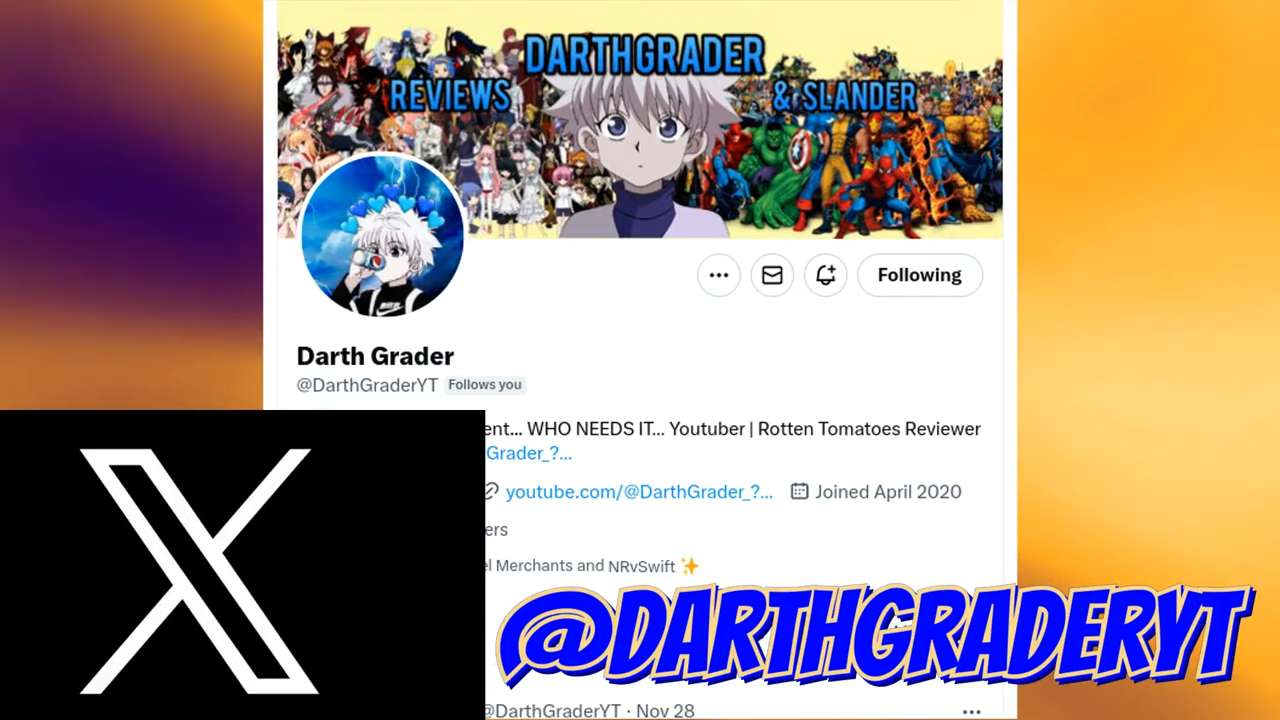 DARTHGRADER
REVIEWS & SLANDER
Following
Darth Grader
@DarthGraderYT Follows you
ent... WHO NEEDS IT... Youtuber | Rotten Tomatoes Reviewer
Grader_?...
youtube.com/@DarthGrader_?... Joined April 2020
ers
el Merchants and NRvSwift ✨
X
@DARTHGRADERYT
@DarthGraderYT · Nov 28